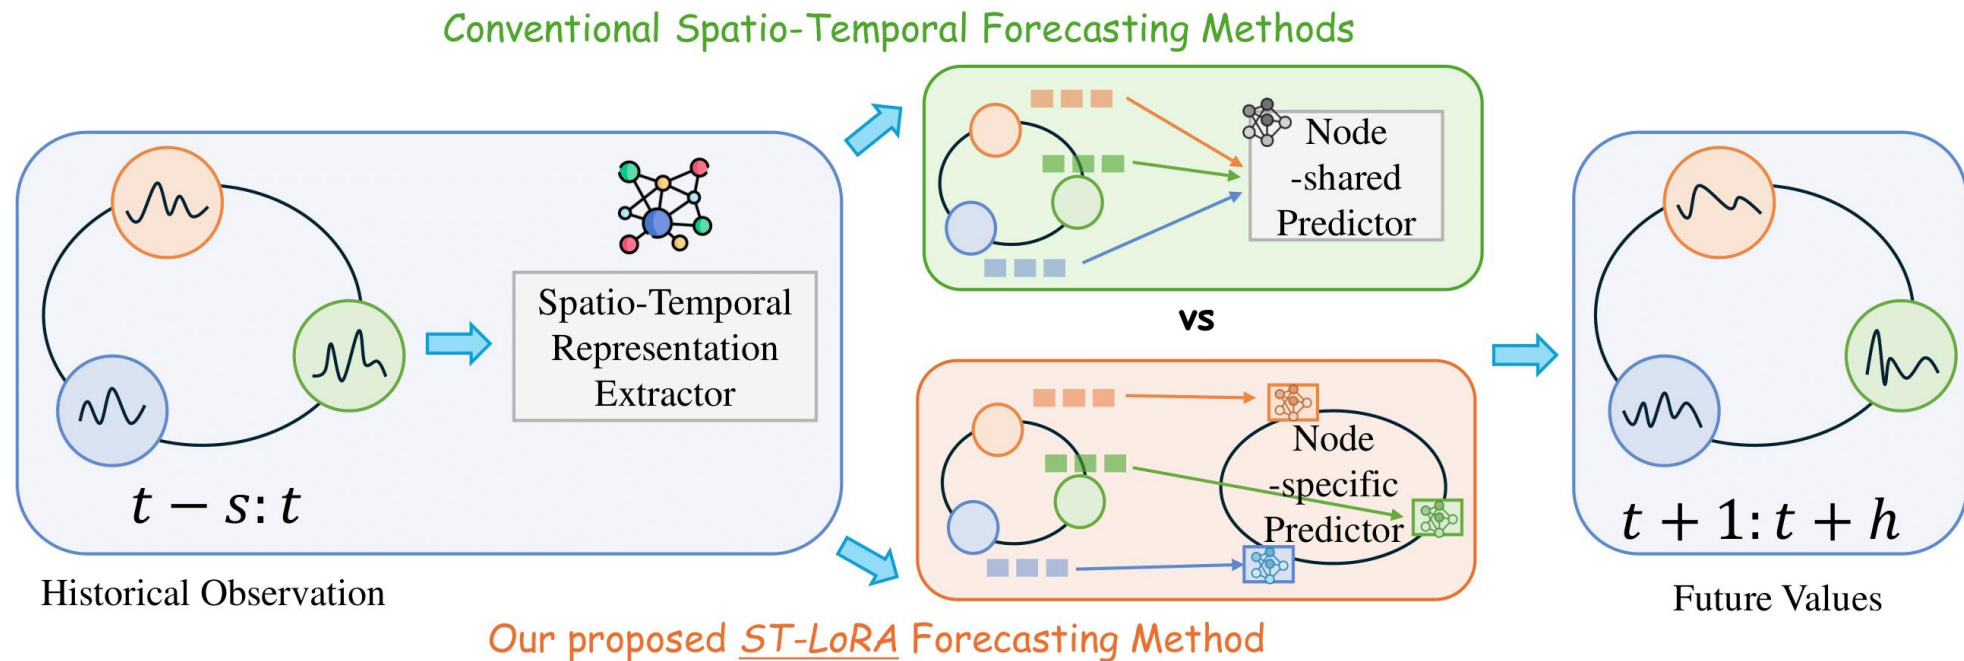 Conventional Spatio-Temporal Forecasting Methods
Spatio-Temporal
Representation
Extractor
t − s: t
Historical Observation
Node
-shared
Predictor
vs
Node
-specific
Predictor
Our proposed ST-LoRA Forecasting Method
t + 1: t + h
Future Values